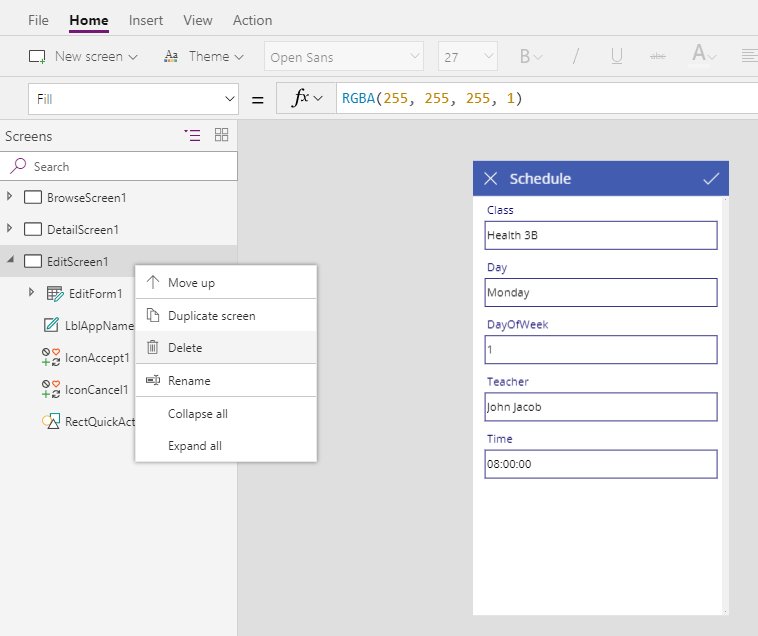 File Home Insert View Action
New screen Theme Open Sans 27 B / U abc A
Fill = fx RGBA(255, 255, 255, 1)
Screens
Search
BrowseScreen1
DetailScreen1
EditScreen1
EditForm1
LblAppName
IconAccept1
IconCancel1
RectQuickAct
Move up
Duplicate screen
Delete
Rename
Collapse all
Expand all
Schedule
Class
Health 3B
Day
Monday
DayOfWeek
1
Teacher
John Jacob
Time
08:00:00